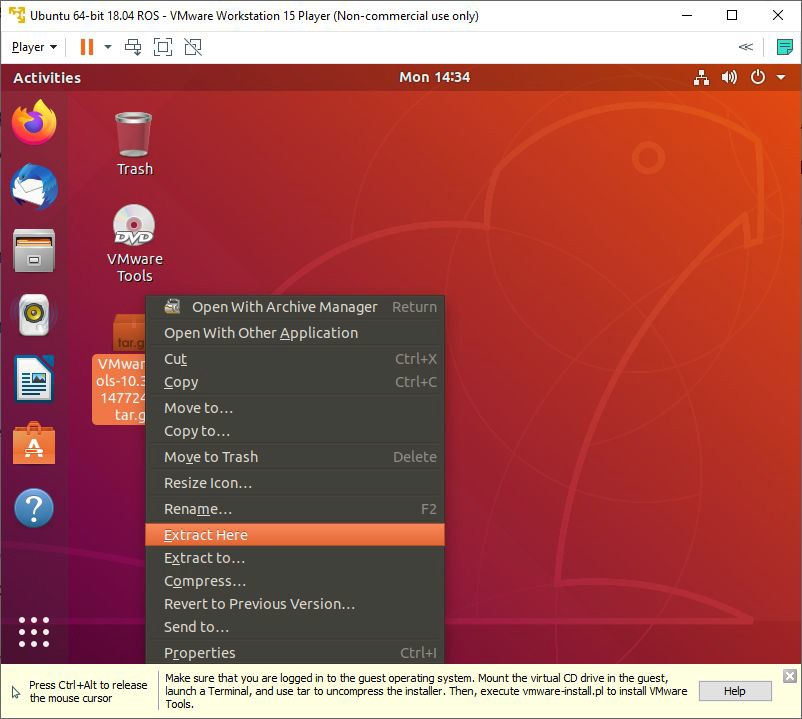 Ubuntu 64-bit 18.04 ROS - VMware Workstation 15 Player (Non-commercial use only)
Player
Activities
Mon 14:34
Trash
DVD
VMware
Tools
tar.g
VMwar
ols-10.3
147724
tar.g
Open With Archive Manager Return
Open With Other Application
Cut Ctrl+X
Copy Ctrl+C
Move to…
Copy to…
Move to Trash Delete
Resize Icon…
Rename… F2
Extract Here
Extract to…
Compress…
Revert to Previous Version…
Send to…
Properties Ctrl+I
Press Ctrl+Alt to release
the mouse cursor
Make sure that you are logged in to the guest operating system. Mount the virtual CD drive in the guest,
launch a Terminal, and use tar to uncompress the installer. Then, execute vmware-install.pl to install VMware
Tools.
Help